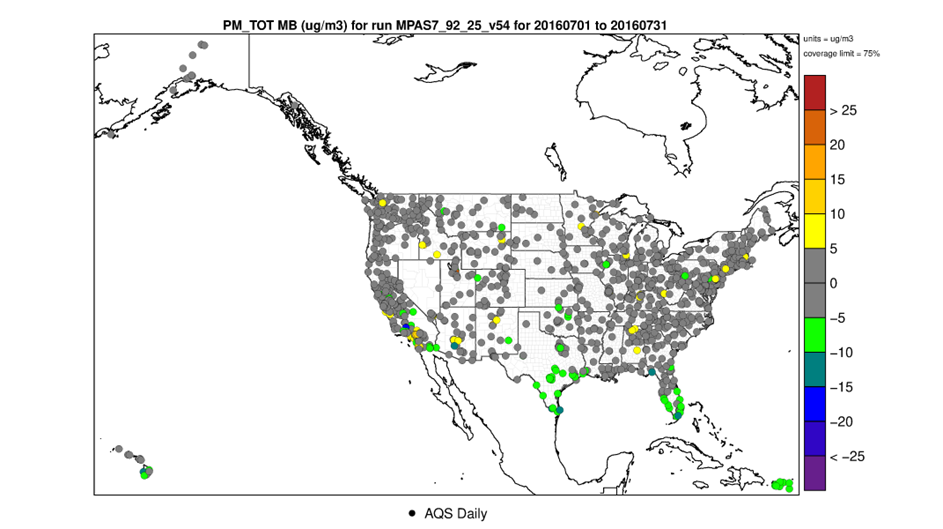 PM_TOT MB (ug/m3) for run MPAS7_92_25_v54 for 20160701 to 20160731
units = ug/m3
coverage limit = 75%
> 25
20
15
10
5
0
−5
−10
−15
−20
< −25
AQS Daily